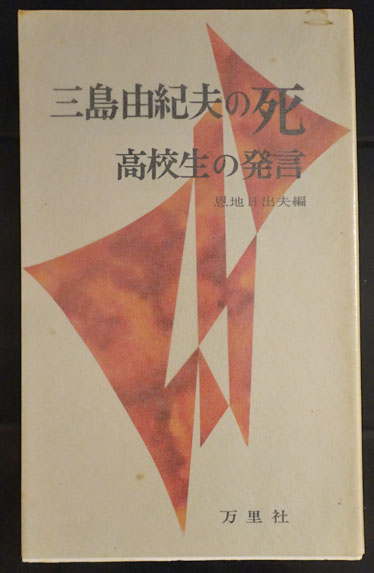 三島由紀夫の死
高校生の発言
恩地日出夫編
万里社